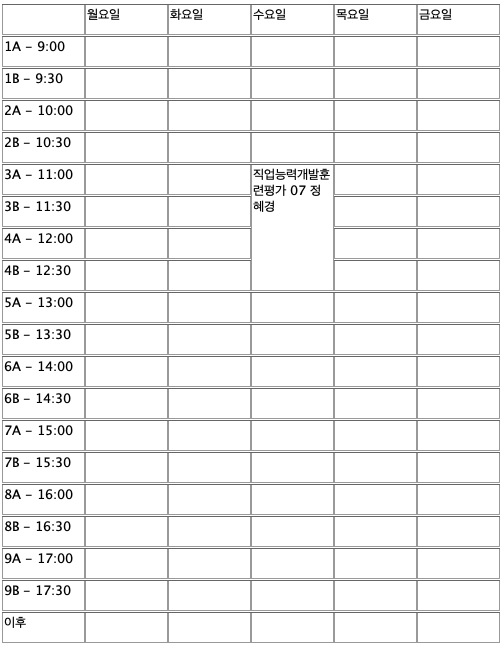 월요일 화요일 수요일 목요일 금요일
1A - 9:00
1B - 9:30
2A - 10:00
2B - 10:30
3A - 11:00 직업능력개발훈
련평가 07 정
3B - 11:30 혜경
4A - 12:00
4B - 12:30
5A - 13:00
5B - 13:30
6A - 14:00
6B - 14:30
7A - 15:00
7B - 15:30
8A - 16:00
8B - 16:30
9A - 17:00
9B - 17:30
이후